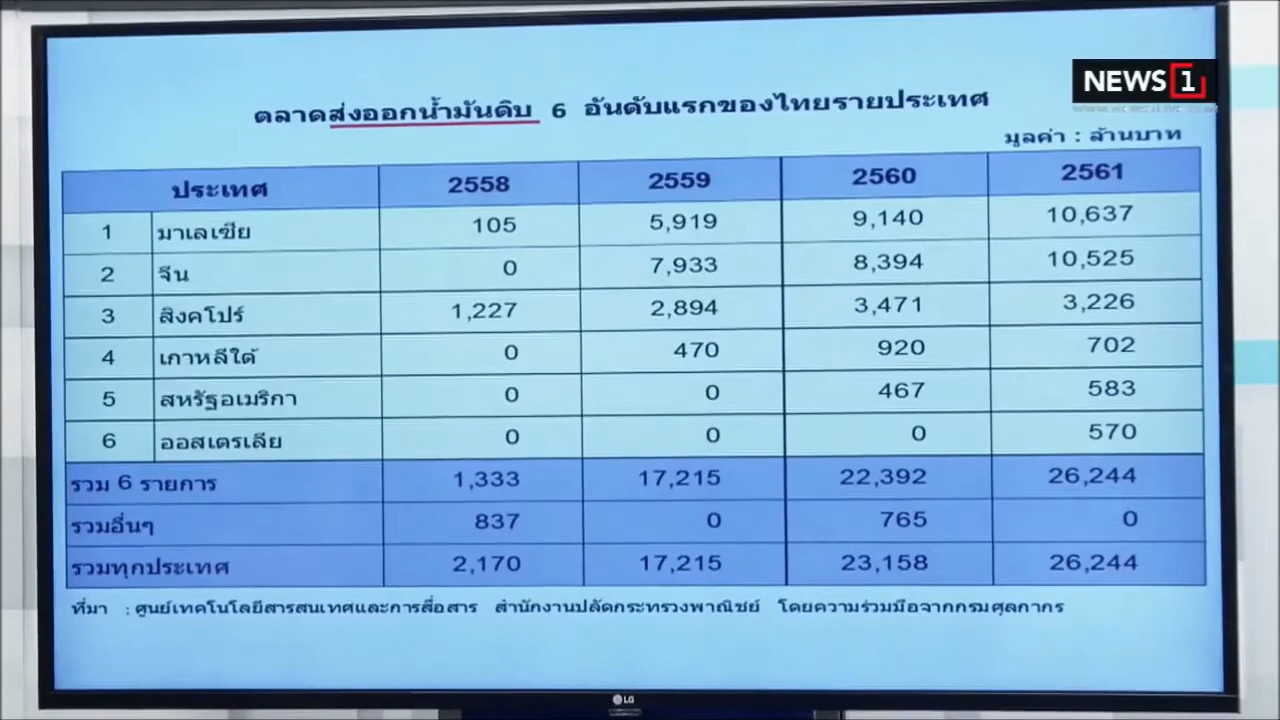 NEWS 1
ตลาดส่งออกน้ำมันดิบ 6 อันดับแรกของไทยรายประเทศ
มูลค่า : ล้านบาท
ประเทศ 2558 2559 2560 2561
1 มาเลเซีย 105 5,919 9,140 10,637
2 จีน 0 7,933 8,394 10,525
3 สิงคโปร์ 1,227 2,894 3,471 3,226
4 เกาหลีใต้ 0 470 920 702
5 สหรัฐอเมริกา 0 0 467 583
6 ออสเตรเลีย 0 0 0 570
รวม 6 รายการ 1,333 17,215 22,392 26,244
รวมอื่นๆ 837 0 765 0
รวมทุกประเทศ 2,170 17,215 23,158 26,244
ที่มา : ศูนย์เทคโนโลยีสารสนเทศและการสื่อสาร สำนักงานปลัดกระทรวงพาณิชย์ โดยความร่วมมือจากกรมศุลกากร
LG